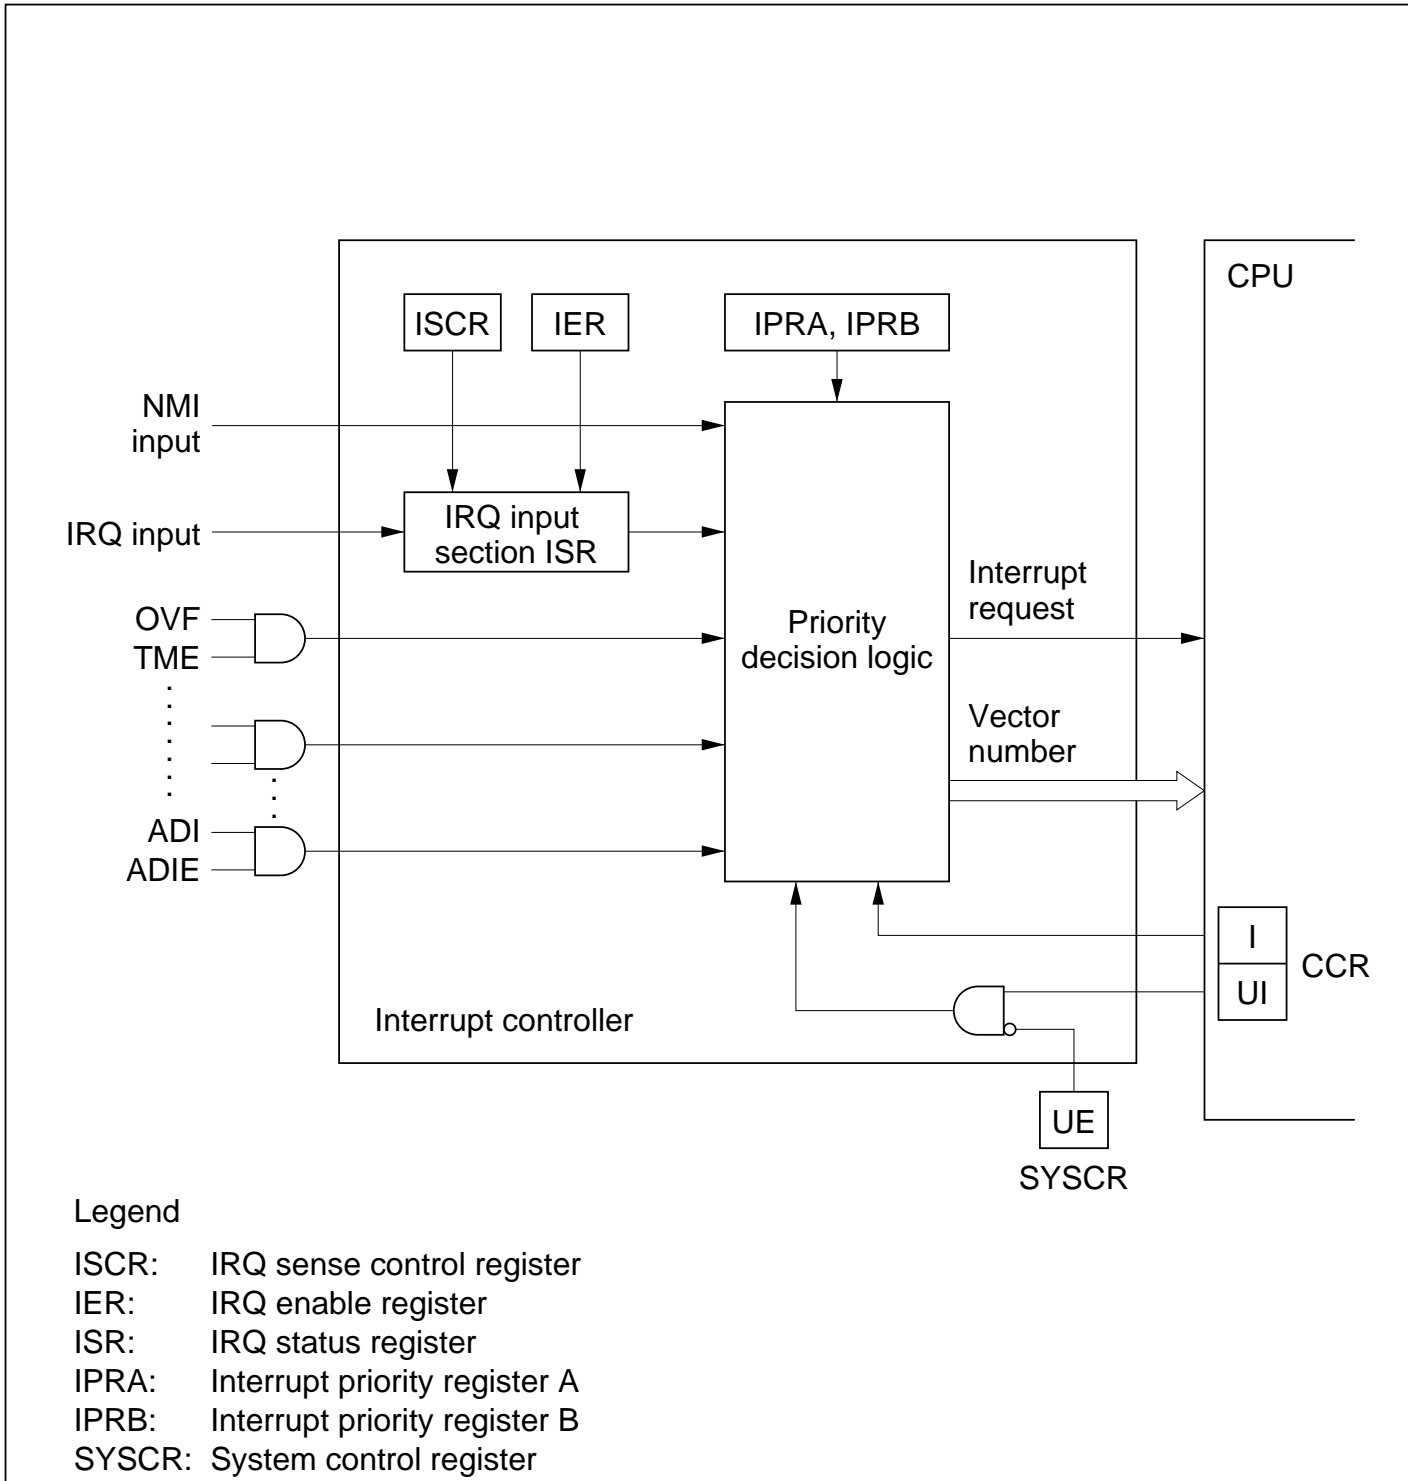 CPU
ISCR
IER
IPRA, IPRB
NMI
input
IRQ input
IRQ input
section ISR
OVF
TME
Priority
decision logic
Interrupt
request
Vector
number
ADI
ADIE
I
UI
CCR
Interrupt controller
UE
SYSCR
Legend
ISCR: IRQ sense control register
IER: IRQ enable register
ISR: IRQ status register
IPRA: Interrupt priority register A
IPRB: Interrupt priority register B
SYSCR: System control register